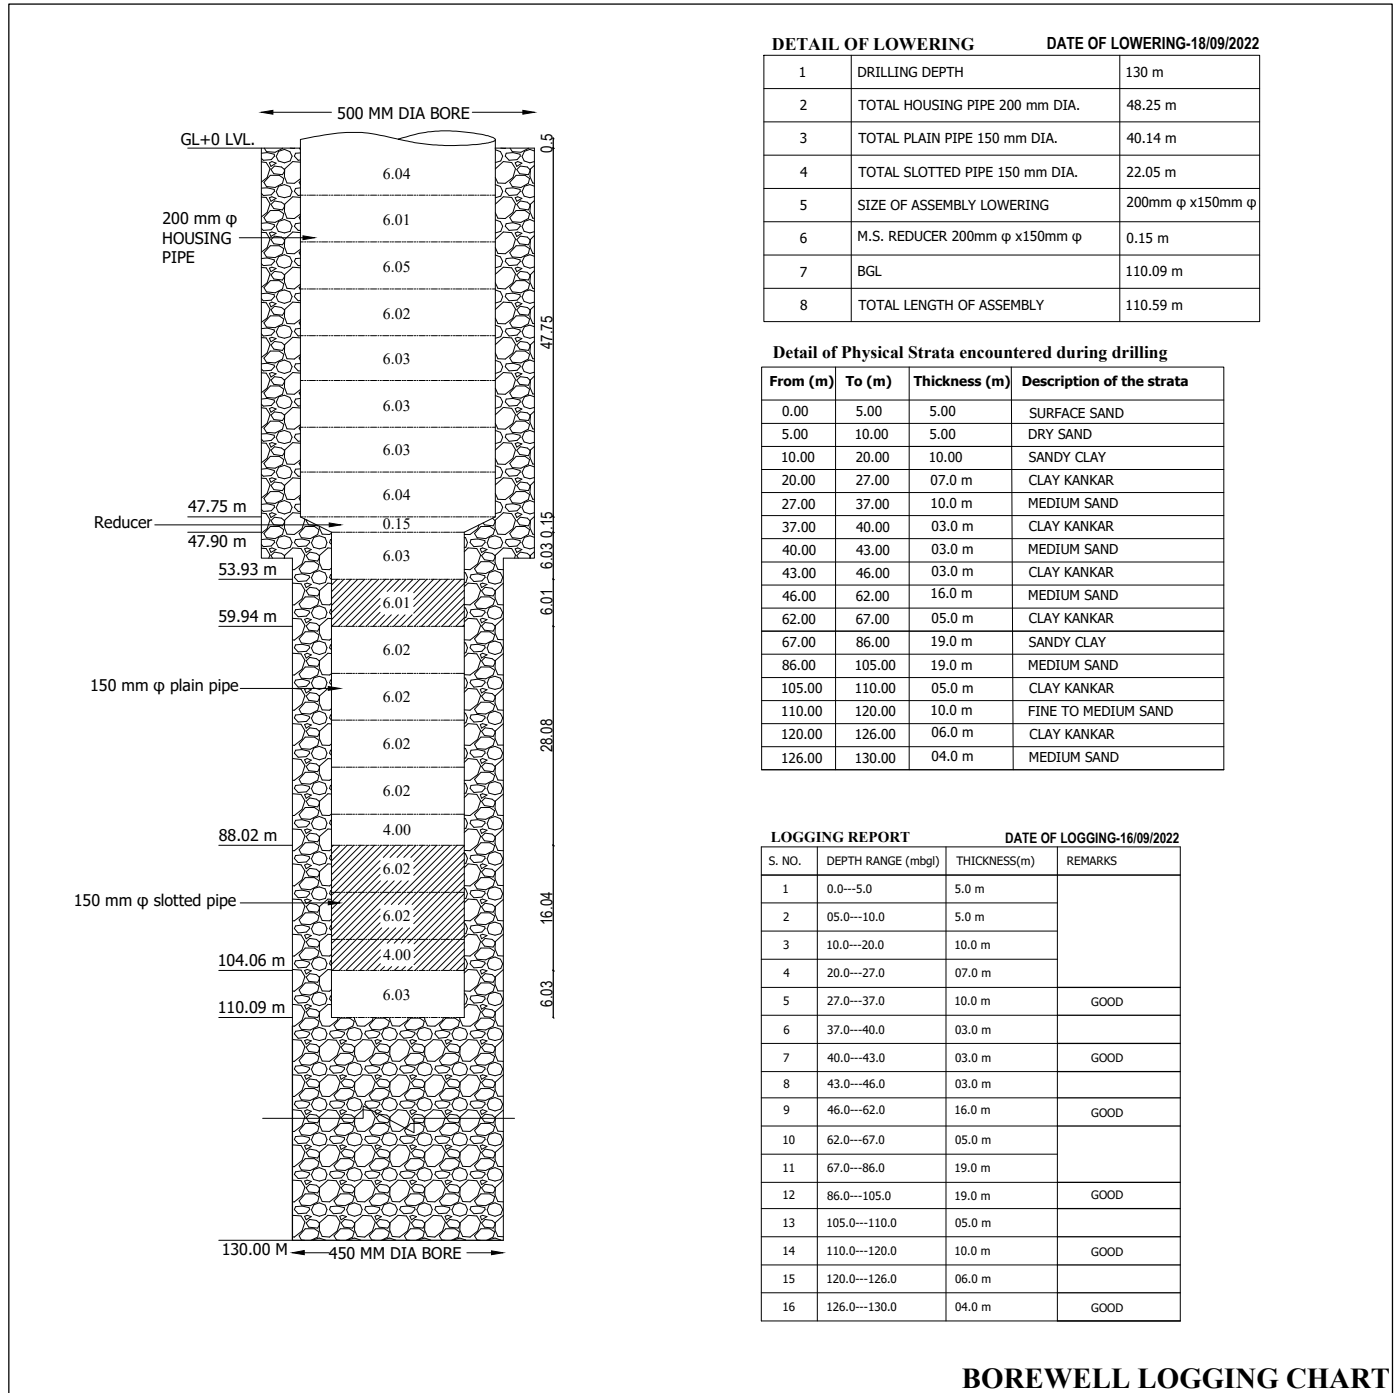 500 MM DIA BORE
GL+0 LVL.
0.5
6.04
6.01
200 mm φ
HOUSING
PIPE
6.05
6.02
47.75
6.03
6.03
6.03
6.04
47.75 m
Reducer
0.15
0.15
47.90 m
6.03
6.03
53.93 m
6.01
6.01
59.94 m
6.02
150 mm φ plain pipe
6.02
6.02
28.08
6.02
4.00
88.02 m
6.02
150 mm φ slotted pipe
6.02
16.04
4.00
104.06 m
6.03
6.03
110.09 m
130.00 M
450 MM DIA BORE
DETAIL OF LOWERING DATE OF LOWERING-18/09/2022
1 DRILLING DEPTH 130 m
2 TOTAL HOUSING PIPE 200 mm DIA. 48.25 m
3 TOTAL PLAIN PIPE 150 mm DIA. 40.14 m
4 TOTAL SLOTTED PIPE 150 mm DIA. 22.05 m
5 SIZE OF ASSEMBLY LOWERING 200mm φ x150mm φ
6 M.S. REDUCER 200mm φ x150mm φ 0.15 m
7 BGL 110.09 m
8 TOTAL LENGTH OF ASSEMBLY 110.59 m
Detail of Physical Strata encountered during drilling
From (m) To (m) Thickness (m) Description of the strata
0.00 5.00 5.00 SURFACE SAND
5.00 10.00 5.00 DRY SAND
10.00 20.00 10.00 SANDY CLAY
20.00 27.00 07.0 m CLAY KANKAR
27.00 37.00 10.0 m MEDIUM SAND
37.00 40.00 03.0 m CLAY KANKAR
40.00 43.00 03.0 m MEDIUM SAND
43.00 46.00 03.0 m CLAY KANKAR
46.00 62.00 16.0 m MEDIUM SAND
62.00 67.00 05.0 m CLAY KANKAR
67.00 86.00 19.0 m SANDY CLAY
86.00 105.00 19.0 m MEDIUM SAND
105.00 110.00 05.0 m CLAY KANKAR
110.00 120.00 10.0 m FINE TO MEDIUM SAND
120.00 126.00 06.0 m CLAY KANKAR
126.00 130.00 04.0 m MEDIUM SAND
LOGGING REPORT DATE OF LOGGING-16/09/2022
S. NO. DEPTH RANGE (mbgl) THICKNESS(m) REMARKS
1 0.0---5.0 5.0 m
2 05.0---10.0 5.0 m
3 10.0---20.0 10.0 m
4 20.0---27.0 07.0 m
5 27.0---37.0 10.0 m GOOD
6 37.0---40.0 03.0 m
7 40.0---43.0 03.0 m GOOD
8 43.0---46.0 03.0 m
9 46.0---62.0 16.0 m GOOD
10 62.0---67.0 05.0 m
11 67.0---86.0 19.0 m
12 86.0---105.0 19.0 m GOOD
13 105.0---110.0 05.0 m
14 110.0---120.0 10.0 m GOOD
15 120.0---126.0 06.0 m
16 126.0---130.0 04.0 m GOOD
BOREWELL LOGGING CHART